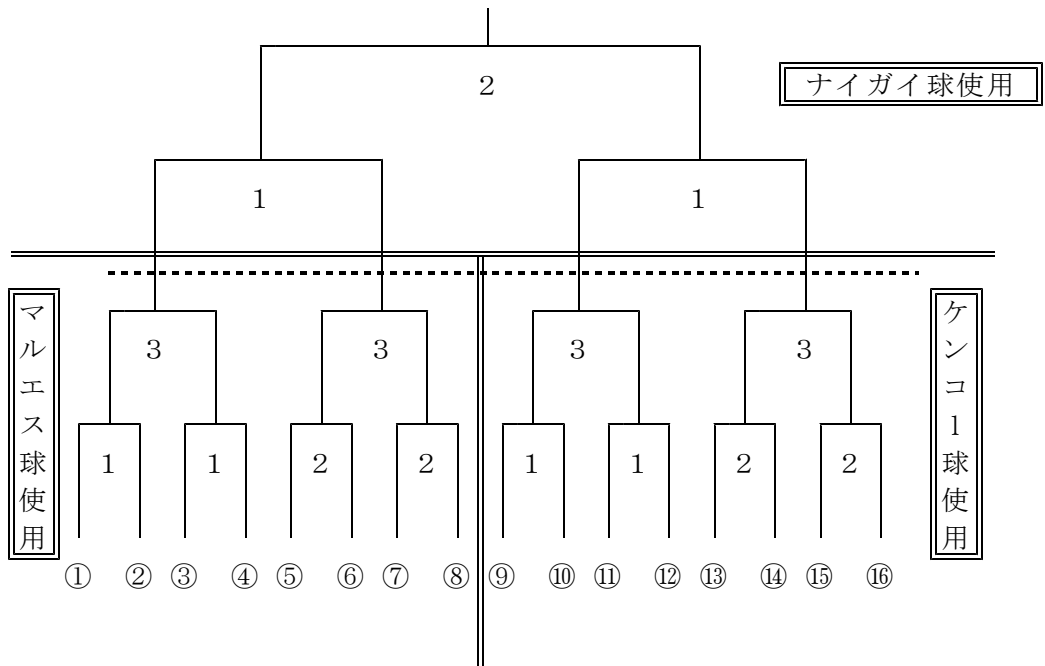 2
ナイガイ球使用
1 1
マルエス球使用
ケンコー球使用
3 3 3 3
1 1 2 2 1 1 2 2
① ② ③ ④ ⑤ ⑥ ⑦ ⑧ ⑨ ⑩ ⑪ ⑫ ⑬ ⑭ ⑮ ⑯